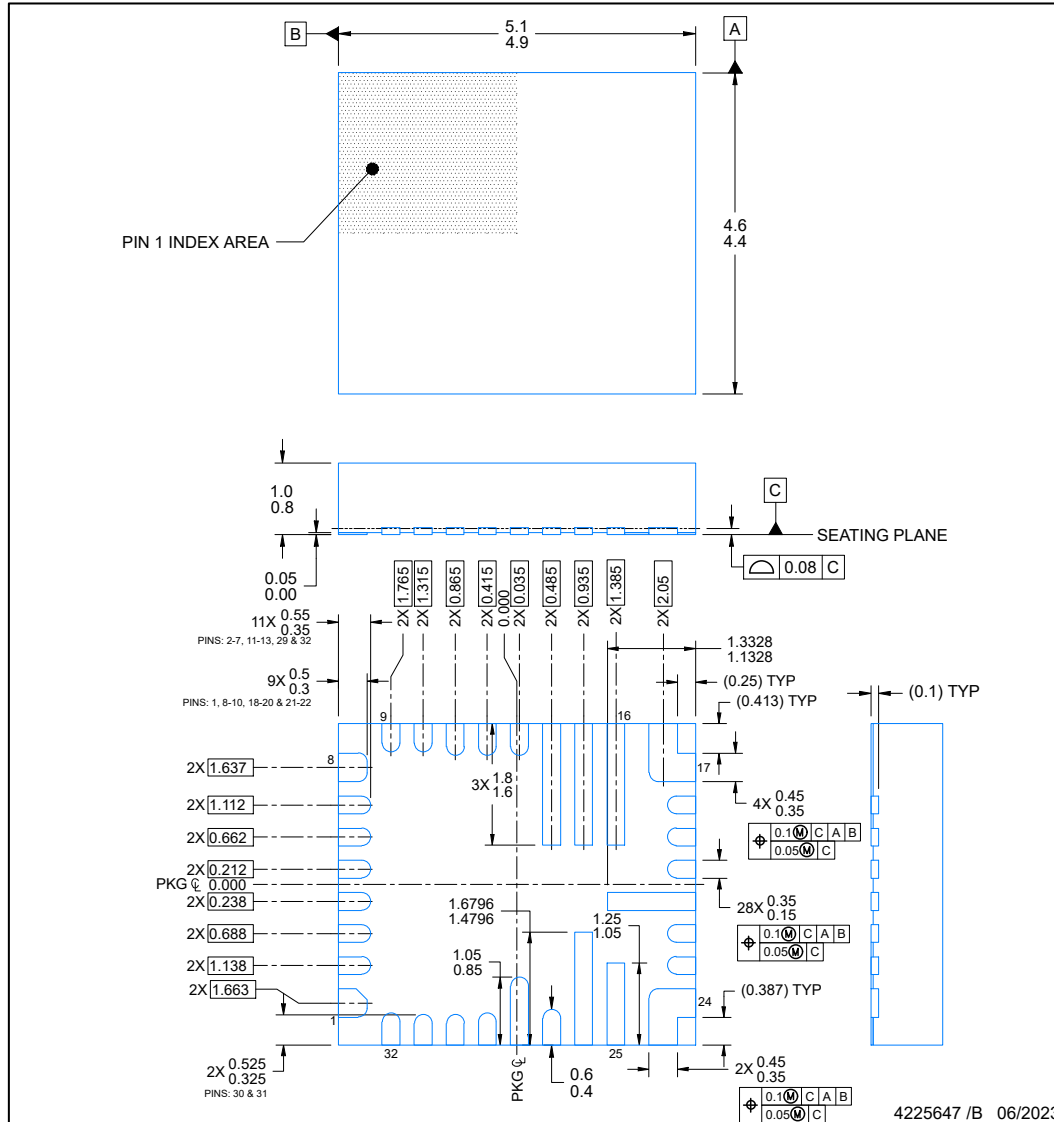 B
5.1
4.9
A
PIN 1 INDEX AREA
4.6
4.4
1.0
0.8
C
SEATING PLANE
0.08 C
0.05
0.00
2X 1.765
2X 1.315
2X 0.865
2X 0.415
0.000
2X 0.035
2X 0.485
2X 0.935
2X 1.385
2X 2.05
11X 0.55
0.35
PINS: 2-7, 11-13, 29 & 32
1.3328
1.1328
9X 0.5
0.3
PINS: 1, 8-10, 18-20 & 21-22
(0.25) TYP
(0.413) TYP
(0.1) TYP
9
16
8
17
2X 1.637
3X 1.8
1.6
2X 1.112
4X 0.45
0.35
0.1 M C A B
0.05 M C
2X 0.662
2X 0.212
PKG ℄ 0.000
2X 0.238
28X 0.35
0.15
0.1 M C A B
0.05 M C
1.6796
1.4796
1.25
1.05
2X 0.688
1.05
0.85
2X 1.138
2X 1.663
(0.387) TYP
1
24
32
25
2X 0.525
0.325
PINS: 30 & 31
PKG ℄
0.6
0.4
2X 0.45
0.35
0.1 M C A B
0.05 M C
4225647 /B 06/2023